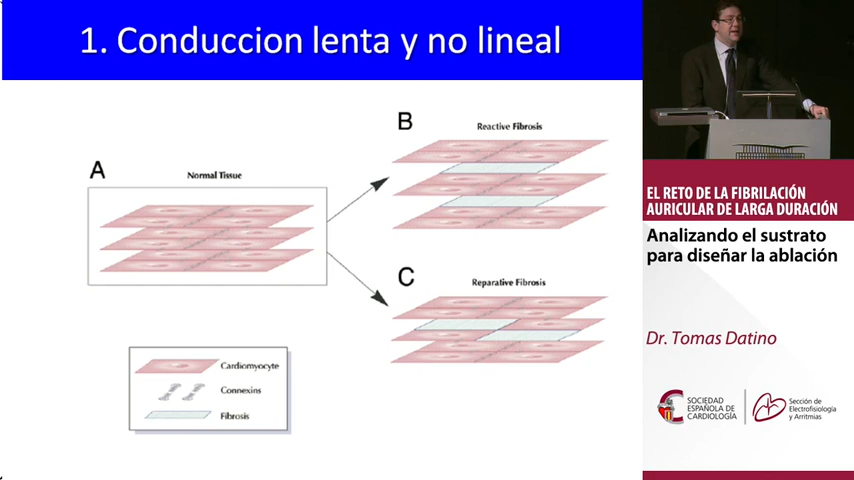 1. Conduccion lenta y no lineal
A
Normal Tissue
B
Reactive Fibrosis
C
Reparative Fibrosis
Cardiomyocyte
Connexins
Fibrosis
EL RETO DE LA FIBRILACIÓN
AURICULAR DE LARGA DURACIÓN
Analizando el sustrato
para diseñar la ablación
Dr. Tomas Datino
SOCIEDAD
ESPAÑOLA DE
CARDIOLOGÍA
Sección de
Electrofisiología
y Arritmias